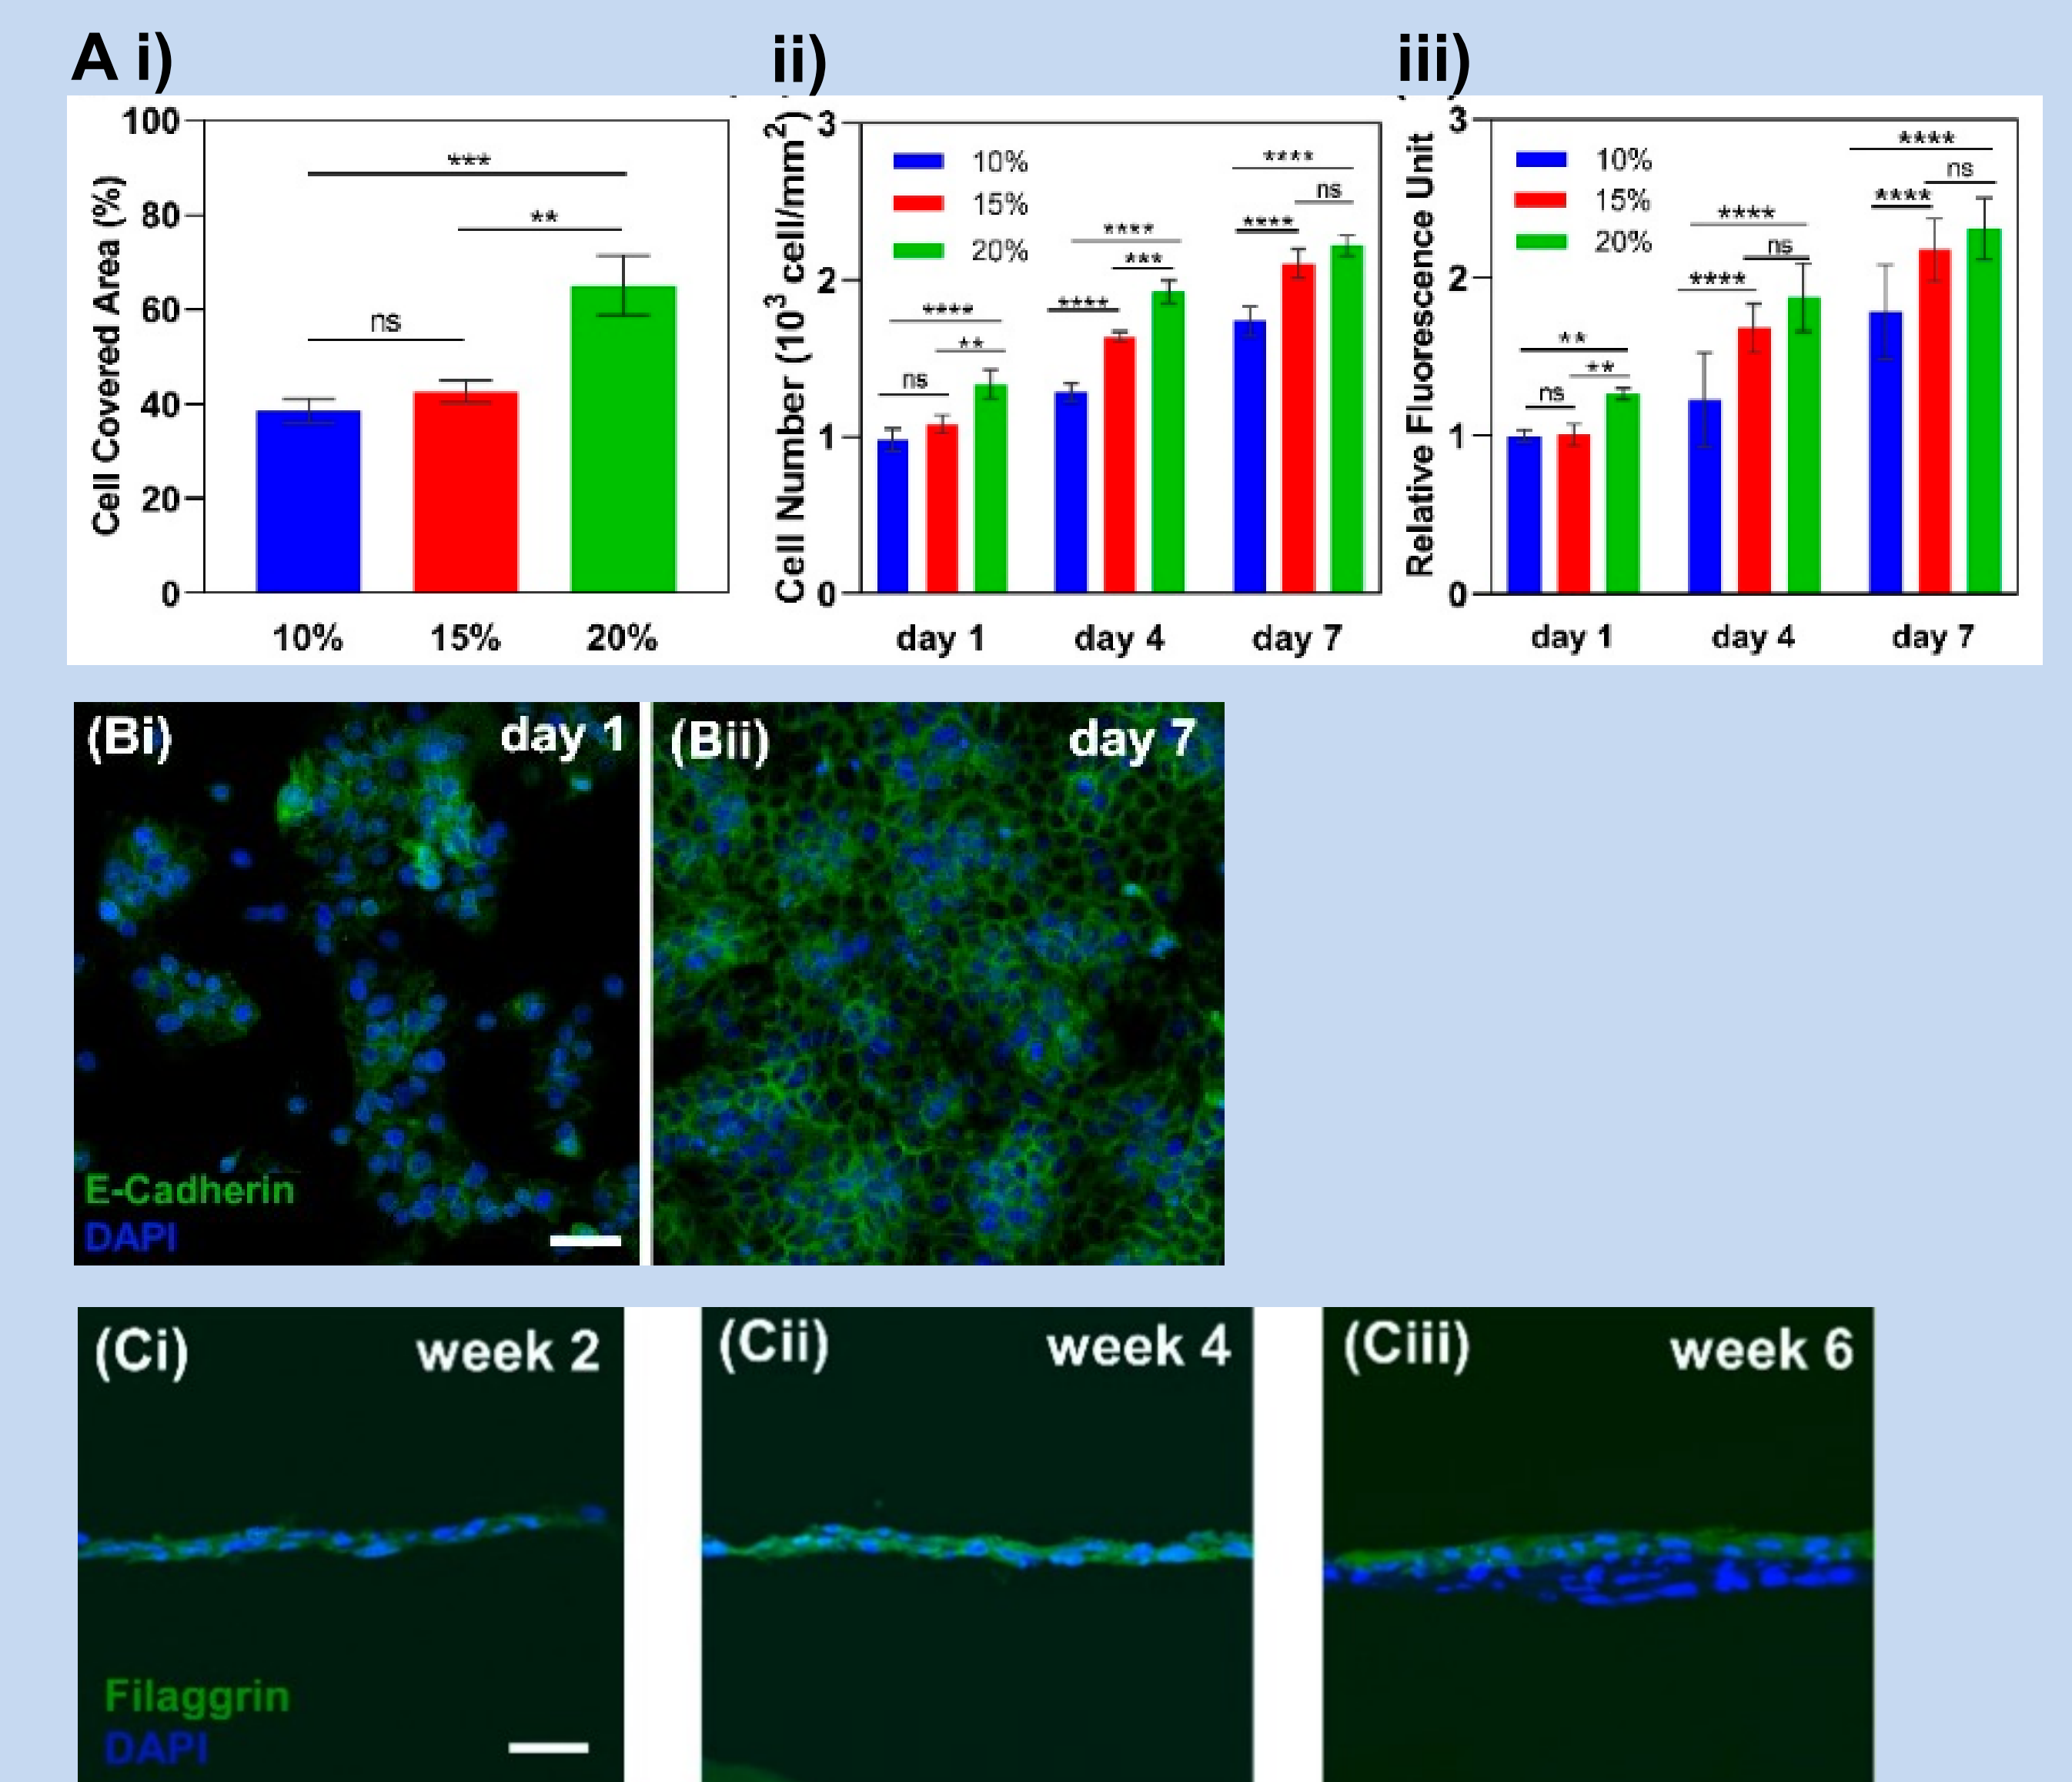 A i)
ii)
iii)
Cell Covered Area (%)
100
80
60
40
20
0
***
**
ns
10%
15%
20%
Cell Number (10³ cell/mm²)
3
2
1
0
10%
15%
20%
ns
**
****
****
***
****
****
ns
****
day 1
day 4
day 7
Relative Fluorescence Unit
3
2
1
0
10%
15%
20%
ns
**
**
****
ns
****
****
ns
****
day 1
day 4
day 7
(Bi)
day 1
E-Cadherin
DAPI
(Bii)
day 7
(Ci)
week 2
Filaggrin
DAPI
(Cii)
week 4
(Ciii)
week 6